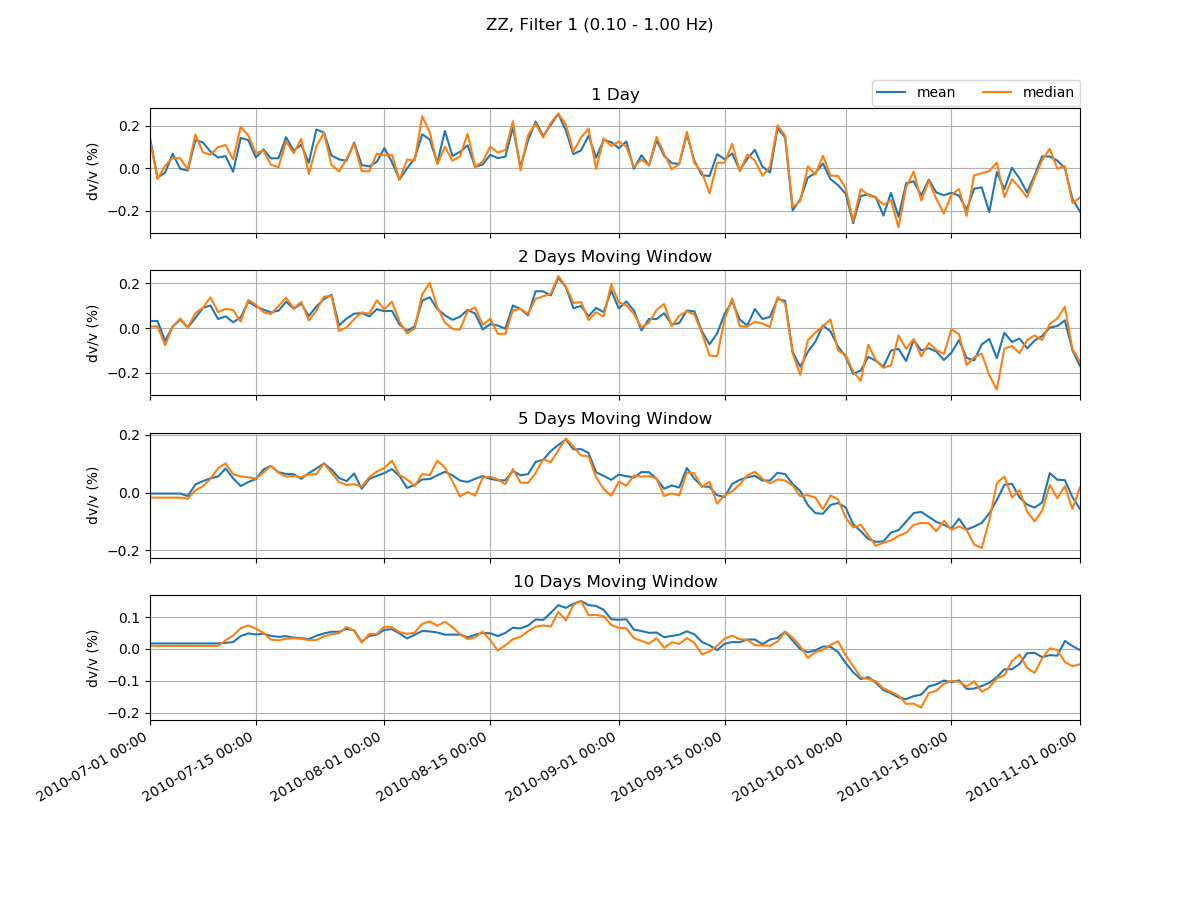 ZZ, Filter 1 (0.10 - 1.00 Hz)
mean median
1 Day
dv/v (%)
0.2
0.0
−0.2
2 Days Moving Window
dv/v (%)
0.2
0.0
−0.2
5 Days Moving Window
dv/v (%)
0.2
0.0
−0.2
10 Days Moving Window
dv/v (%)
0.1
0.0
−0.1
−0.2
2010-07-01 00:00
2010-07-15 00:00
2010-08-01 00:00
2010-08-15 00:00
2010-09-01 00:00
2010-09-15 00:00
2010-10-01 00:00
2010-10-15 00:00
2010-11-01 00:00